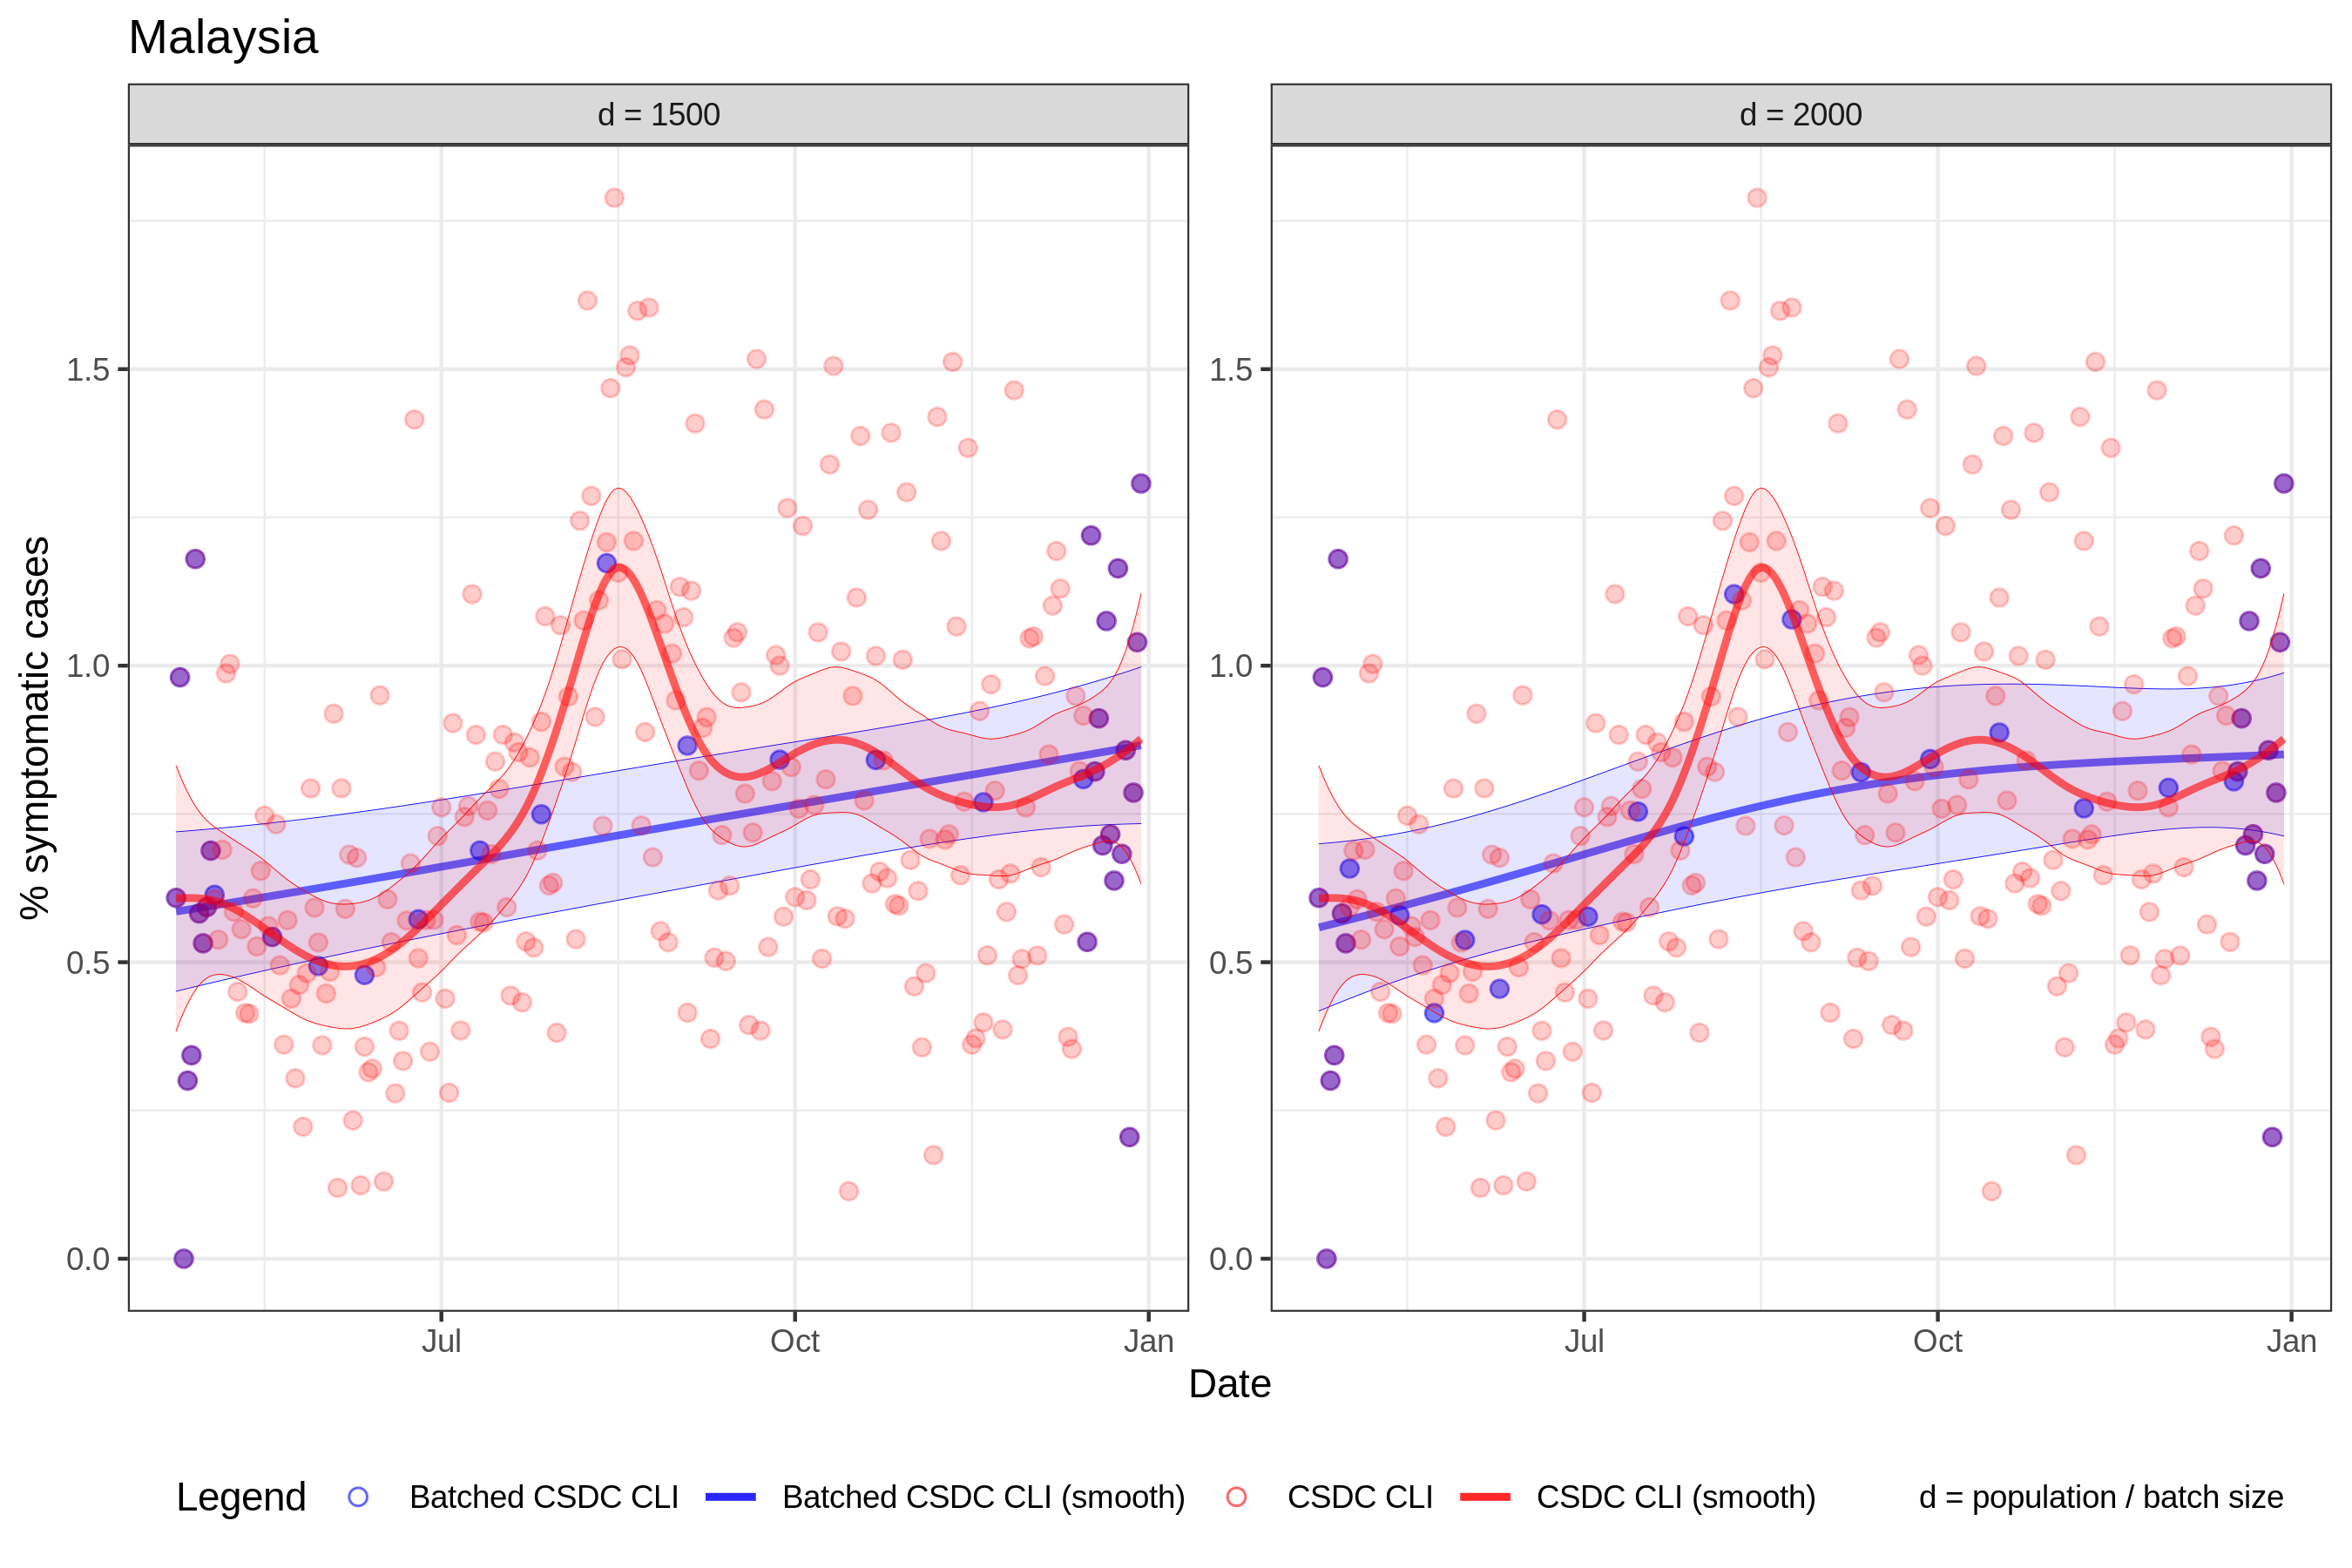 Malaysia
d = 1500
d = 2000
% symptomatic cases
1.5
1.0
0.5
0.0
1.5
1.0
0.5
0.0
Jul
Oct
Jan
Jul
Oct
Jan
Date
Legend
Batched CSDC CLI
Batched CSDC CLI (smooth)
CSDC CLI
CSDC CLI (smooth)
d = population / batch size